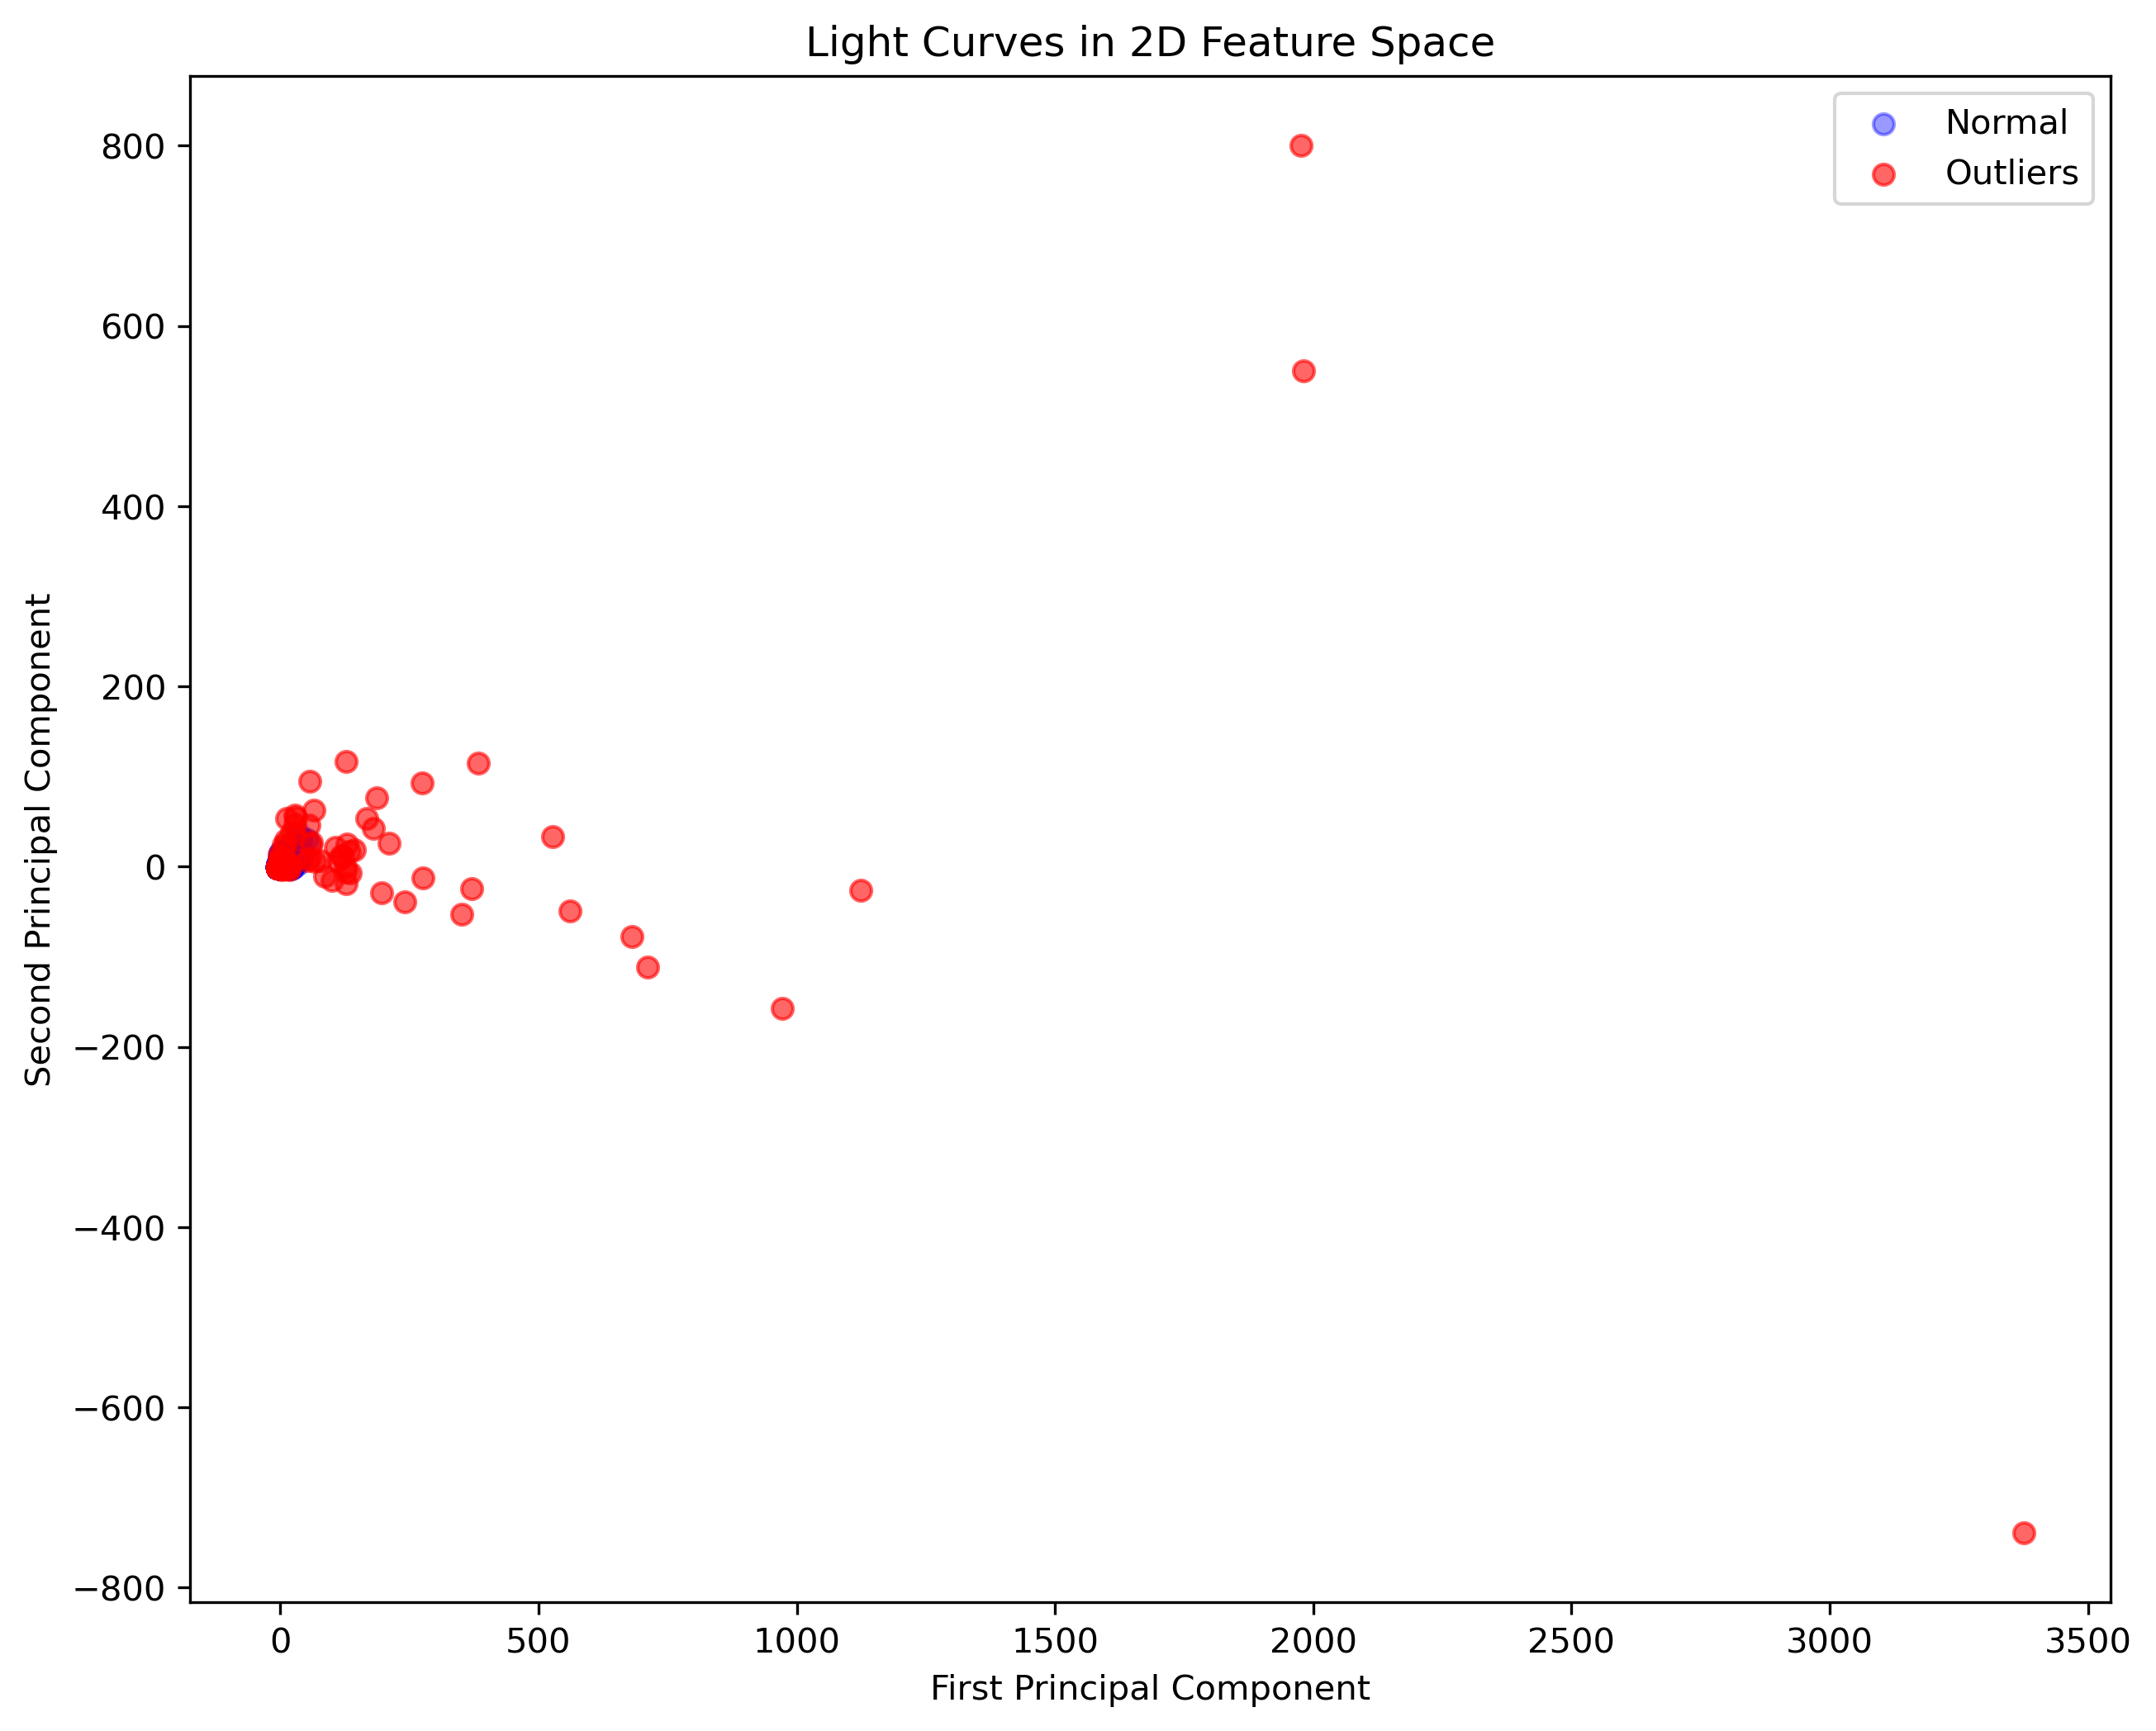 Light Curves in 2D Feature Space
Normal
Outliers
800
600
400
200
0
−200
−400
−600
−800
Second Principal Component
0 500 1000 1500 2000 2500 3000 3500
First Principal Component